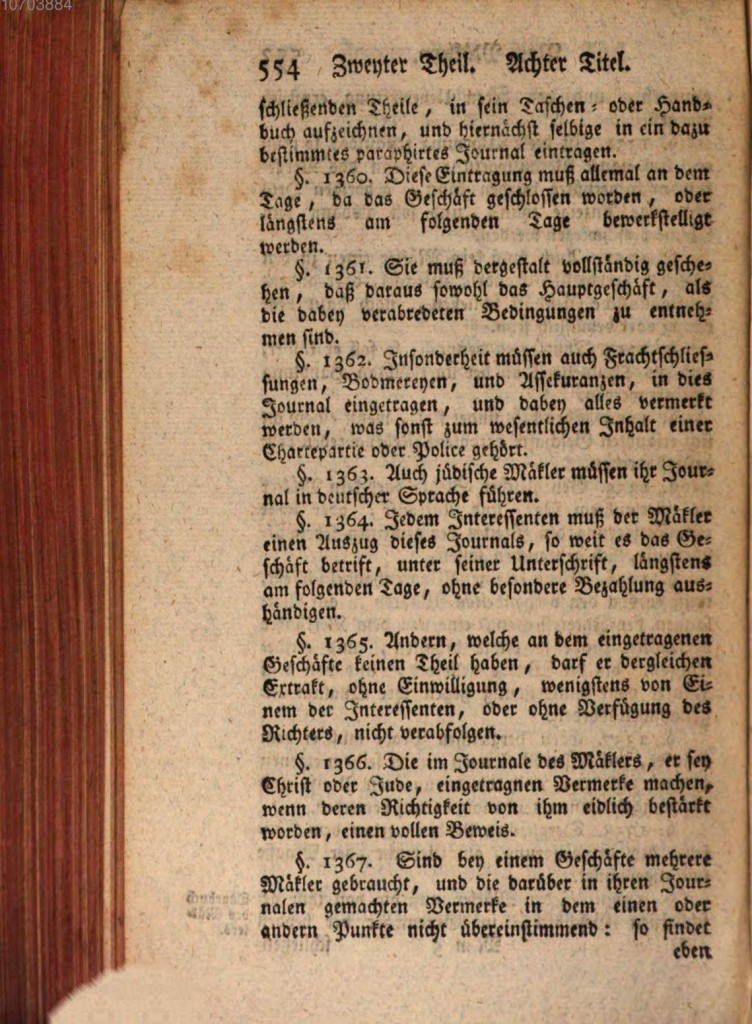 10703884
554 Zweyter Theil. Achter Titel.
schließenden Theile, in sein Taschen- oder Hand-
buch aufzeichnen, und hiernächst selbige in ein dazu
bestimmtes paraphirtes Journal eintragen.
§. 1360. Diese Eintragung muß allemal an dem
Tage, da das Geschäft geschlossen worden, oder
längstens am folgenden Tage bewerkstelligt
werden.
§. 1361. Sie muß dergestalt vollständig gesche-
hen, daß daraus sowohl das Hauptgeschäft, als
die dabey verabredeten Bedingungen zu entneh-
men sind.
§. 1362. Insonderheit müssen auch Frachtschlies-
sungen, Bodmereyen, und Assekuranzen, in dies
Journal eingetragen, und dabey alles vermerkt
werden, was sonst zum wesentlichen Inhalt einer
Chartepartie oder Police gehört.
§. 1363. Auch jüdische Mäkler müssen ihr Jour-
nal in deutscher Sprache führen.
§. 1364. Jedem Interessenten muß der Mäkler
einen Auszug dieses Journals, so weit es das Ge-
schäft betrift, unter seiner Unterschrift, längstens
am folgenden Tage, ohne besondere Bezahlung aus-
händigen.
§. 1365. Andern, welche an dem eingetragenen
Geschäfte keinen Theil haben, darf er dergleichen
Extrakt, ohne Einwilligung, wenigstens von Ei-
nem der Interessenten, oder ohne Verfügung des
Richters, nicht verabfolgen.
§. 1366. Die im Journale des Mäklers, er sey
Christ oder Jude, eingetragnen Vermerke machen,
wenn deren Richtigkeit von ihm eidlich bestärkt
worden, einen vollen Beweis.
§. 1367. Sind bey einem Geschäfte mehrere
Mäkler gebraucht, und die darüber in ihren Jour-
nalen gemachten Vermerke in dem einen oder
andern Punkte nicht übereinstimmend: so findet
eben